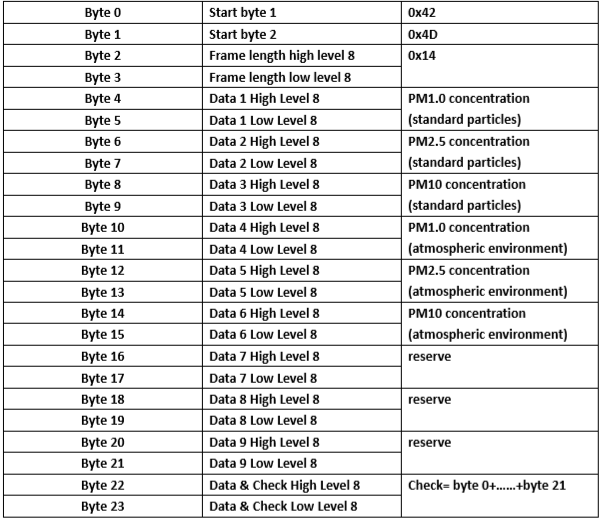 Byte 0 Start byte 1 0x42
Byte 1 Start byte 2 0x4D
Byte 2 Frame length high level 8 0x14
Byte 3 Frame length low level 8
Byte 4 Data 1 High Level 8 PM1.0 concentration
Byte 5 Data 1 Low Level 8 (standard particles)
Byte 6 Data 2 High Level 8 PM2.5 concentration
Byte 7 Data 2 Low Level 8 (standard particles)
Byte 8 Data 3 High Level 8 PM10 concentration
Byte 9 Data 3 Low Level 8 (standard particles)
Byte 10 Data 4 High Level 8 PM1.0 concentration
Byte 11 Data 4 Low Level 8 (atmospheric environment)
Byte 12 Data 5 High Level 8 PM2.5 concentration
Byte 13 Data 5 Low Level 8 (atmospheric environment)
Byte 14 Data 6 High Level 8 PM10 concentration
Byte 15 Data 6 Low Level 8 (atmospheric environment)
Byte 16 Data 7 High Level 8 reserve
Byte 17 Data 7 Low Level 8
Byte 18 Data 8 High Level 8 reserve
Byte 19 Data 8 Low Level 8
Byte 20 Data 9 High Level 8 reserve
Byte 21 Data 9 Low Level 8
Byte 22 Data & Check High Level 8 Check= byte 0+……+byte 21
Byte 23 Data & Check Low Level 8